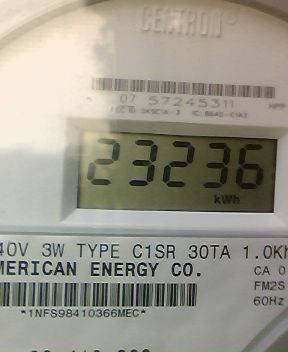 CENTRON®
07 57245311
23236
kWh
40V 3W TYPE C1SR 30TA 1.0K
MERICAN ENERGY CO.
CA 0
FM2S
60Hz
*1NFS98410366MEC*